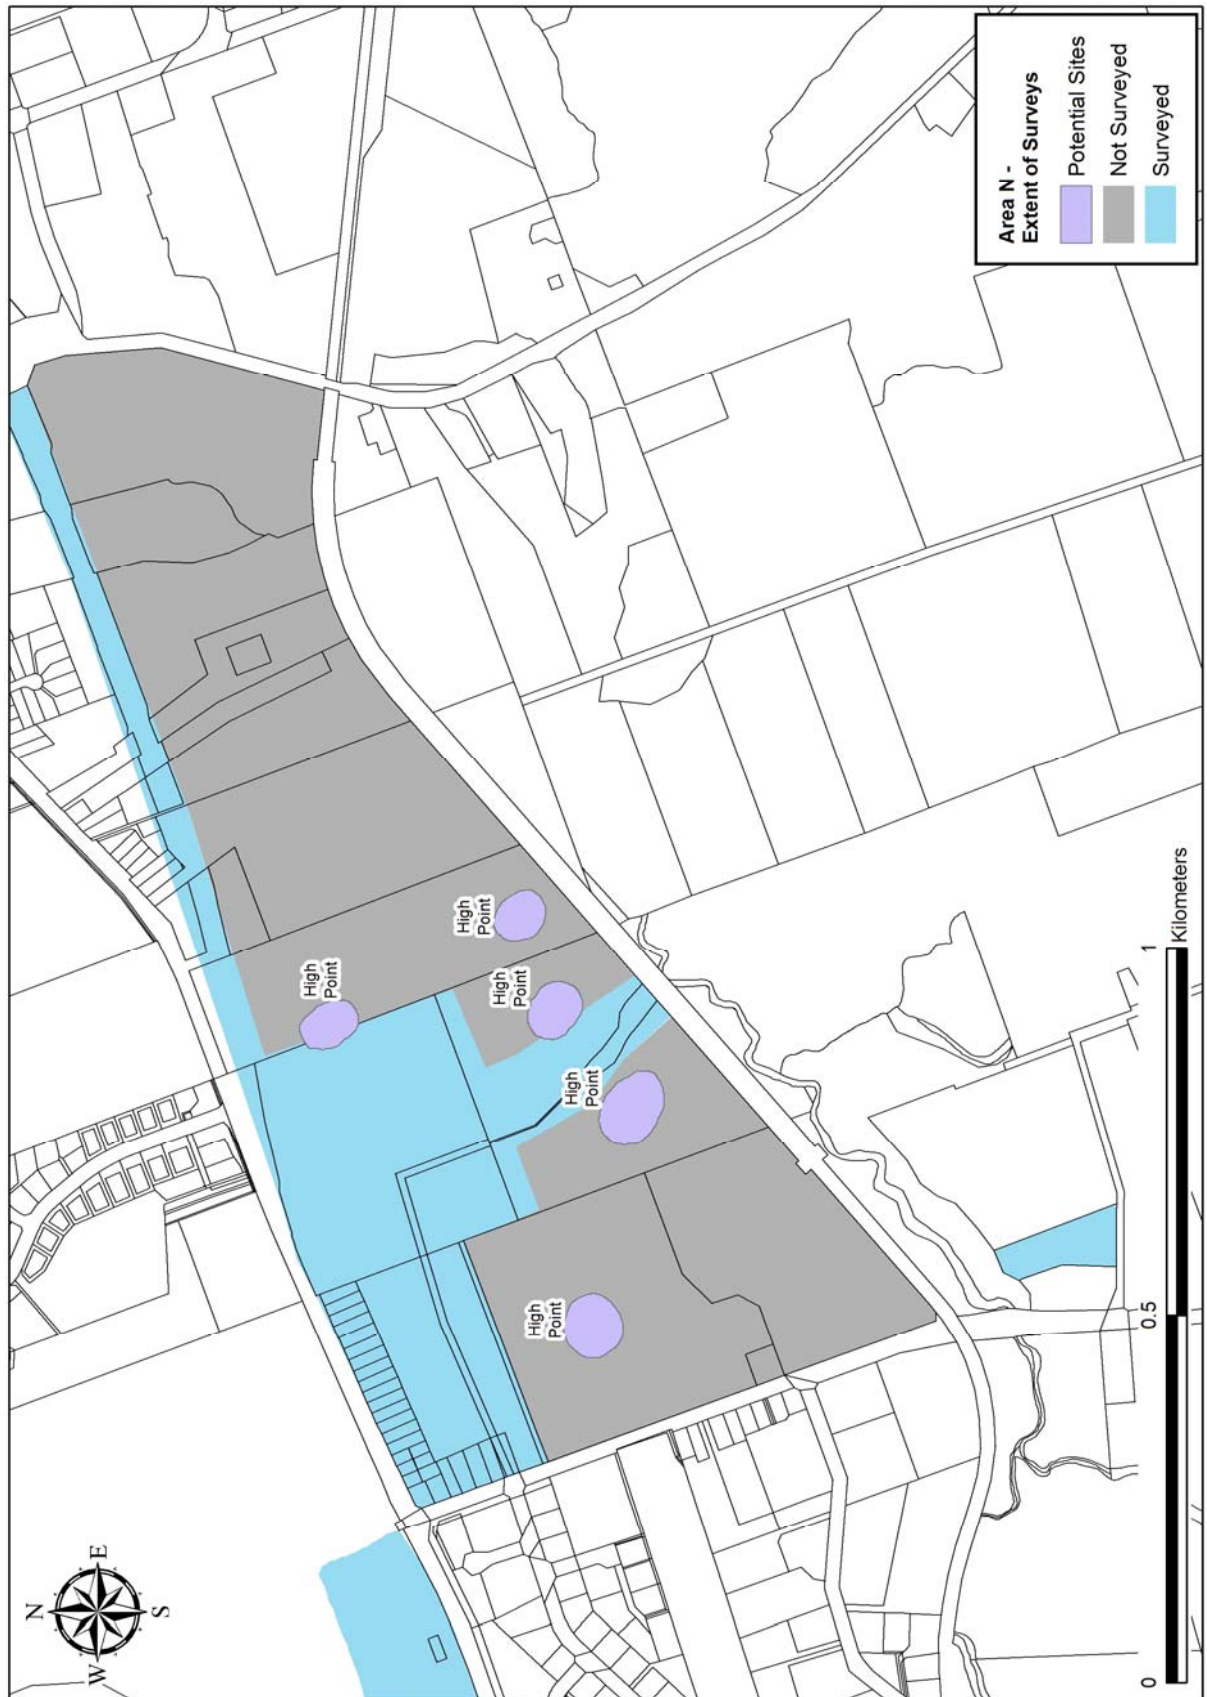 N
W
E
S
High
Point
High
Point
High
Point
High
Point
High
Point
0
0.5
1
Kilometers
Area N -
Extent of Surveys
Potential Sites
Not Surveyed
Surveyed